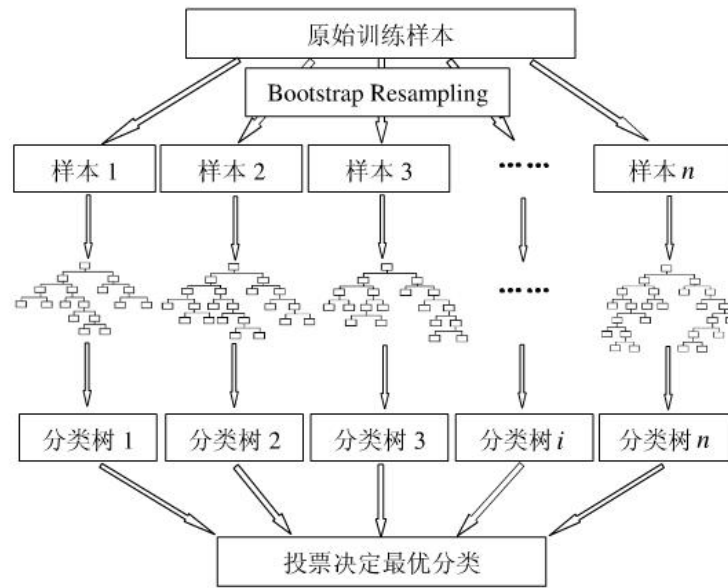 原始训练样本
Bootstrap Resampling
样本 1
样本 2
样本 3
……
样本 n
……
分类树 1
分类树 2
分类树 3
分类树 i
分类树 n
投票决定最优分类